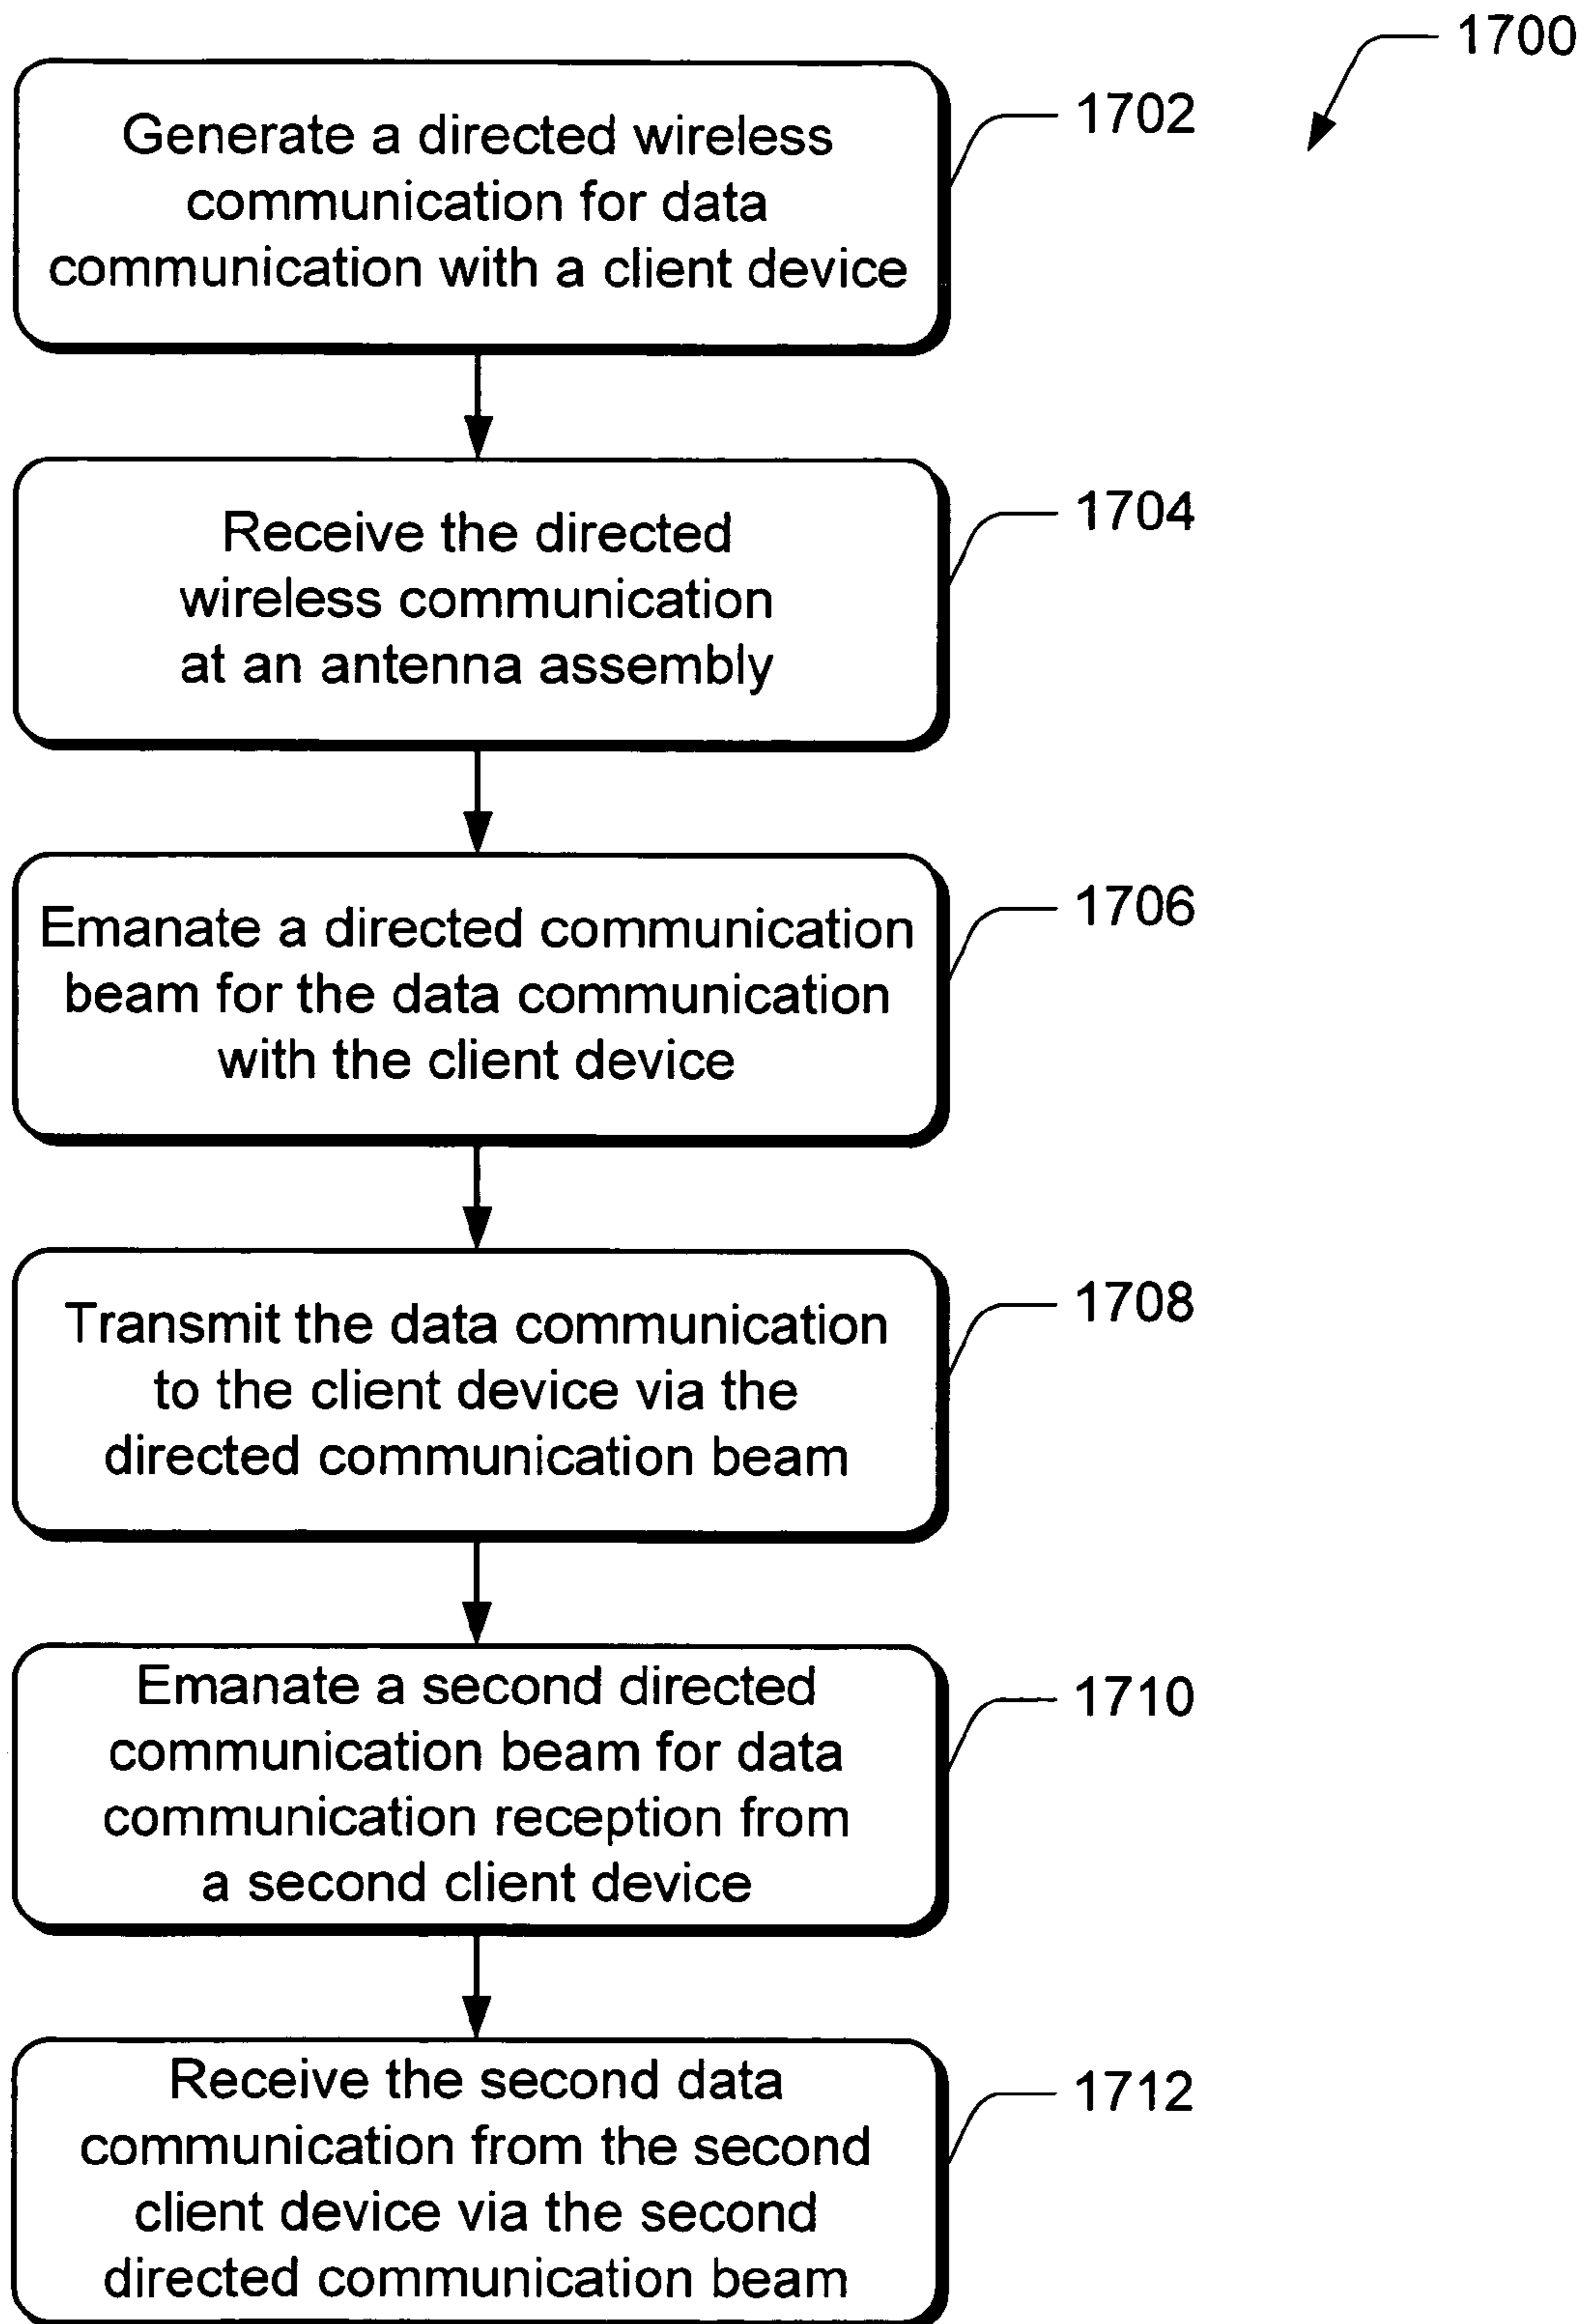 1700
Generate a directed wireless
communication for data
communication with a client device
1702
Receive the directed
wireless communication
at an antenna assembly
1704
Emanate a directed communication
beam for the data communication
with the client device
1706
Transmit the data communication
to the client device via the
directed communication beam
1708
Emanate a second directed
communication beam for data
communication reception from
a second client device
1710
Receive the second data
communication from the second
client device via the second
directed communication beam
1712